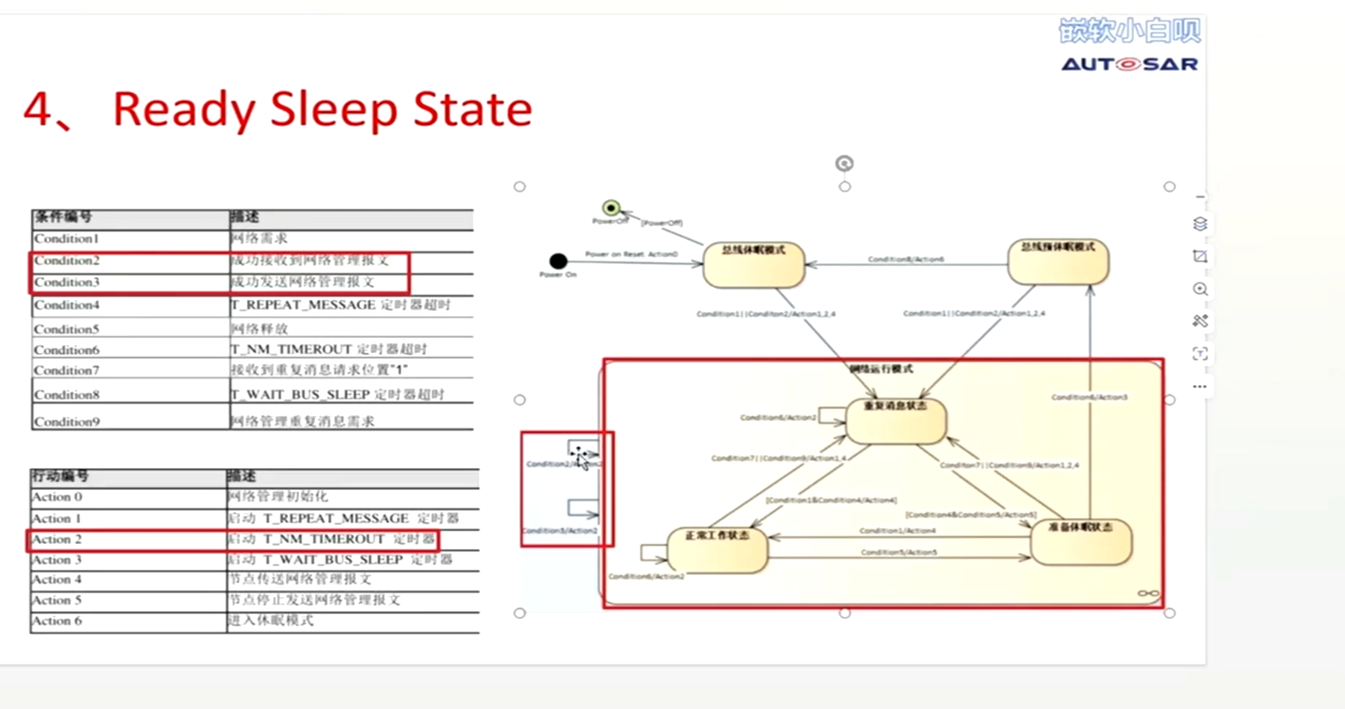 嵌软小白呗
AUTOSAR
4、 Ready Sleep State
条件编号 描述
Condition1 网络需求
Condition2 成功接收到网络管理报文
Condition3 成功发送网络管理报文
Condition4 T_REPEAT_MESSAGE 定时器超时
Condition5 网络释放
Condition6 T_NM_TIMEROUT 定时器超时
Condition7 接收到重复消息请求位置"1"
Condition8 T_WAIT_BUS_SLEEP 定时器超时
Condition9 网络管理重复消息需求
行动编号 描述
Action 0 网络管理初始化
Action 1 启动 T_REPEAT_MESSAGE 定时器
Action 2 启动 T_NM_TIMEROUT 定时器
Action 3 启动 T_WAIT_BUS_SLEEP 定时器
Action 4 节点传送网络管理报文
Action 5 节点停止发送网络管理报文
Action 6 进入休眠模式
PowerOff
[PowerOff]
Power On
Power on Reset Action0
总线休眠模式
Condition8/Action6
总线预休眠模式
Condition1||Conditon2/Action1,2,4
Condition1||Condition2/Action1,2,4
网络运行模式
重复消息状态
Condition6/Action2
Condition6/Action3
Condition2/
Condition3/Action2
Condition7||Condition9/Action1,4
Conditon7||Condition9/Action1,2,4
[Condition1&Condition4/Action4]
[Condition4&Condition5/Action5]
正常工作状态
Condition1/Action4
Condition5/Action5
准备休眠状态
Condition6/Action2